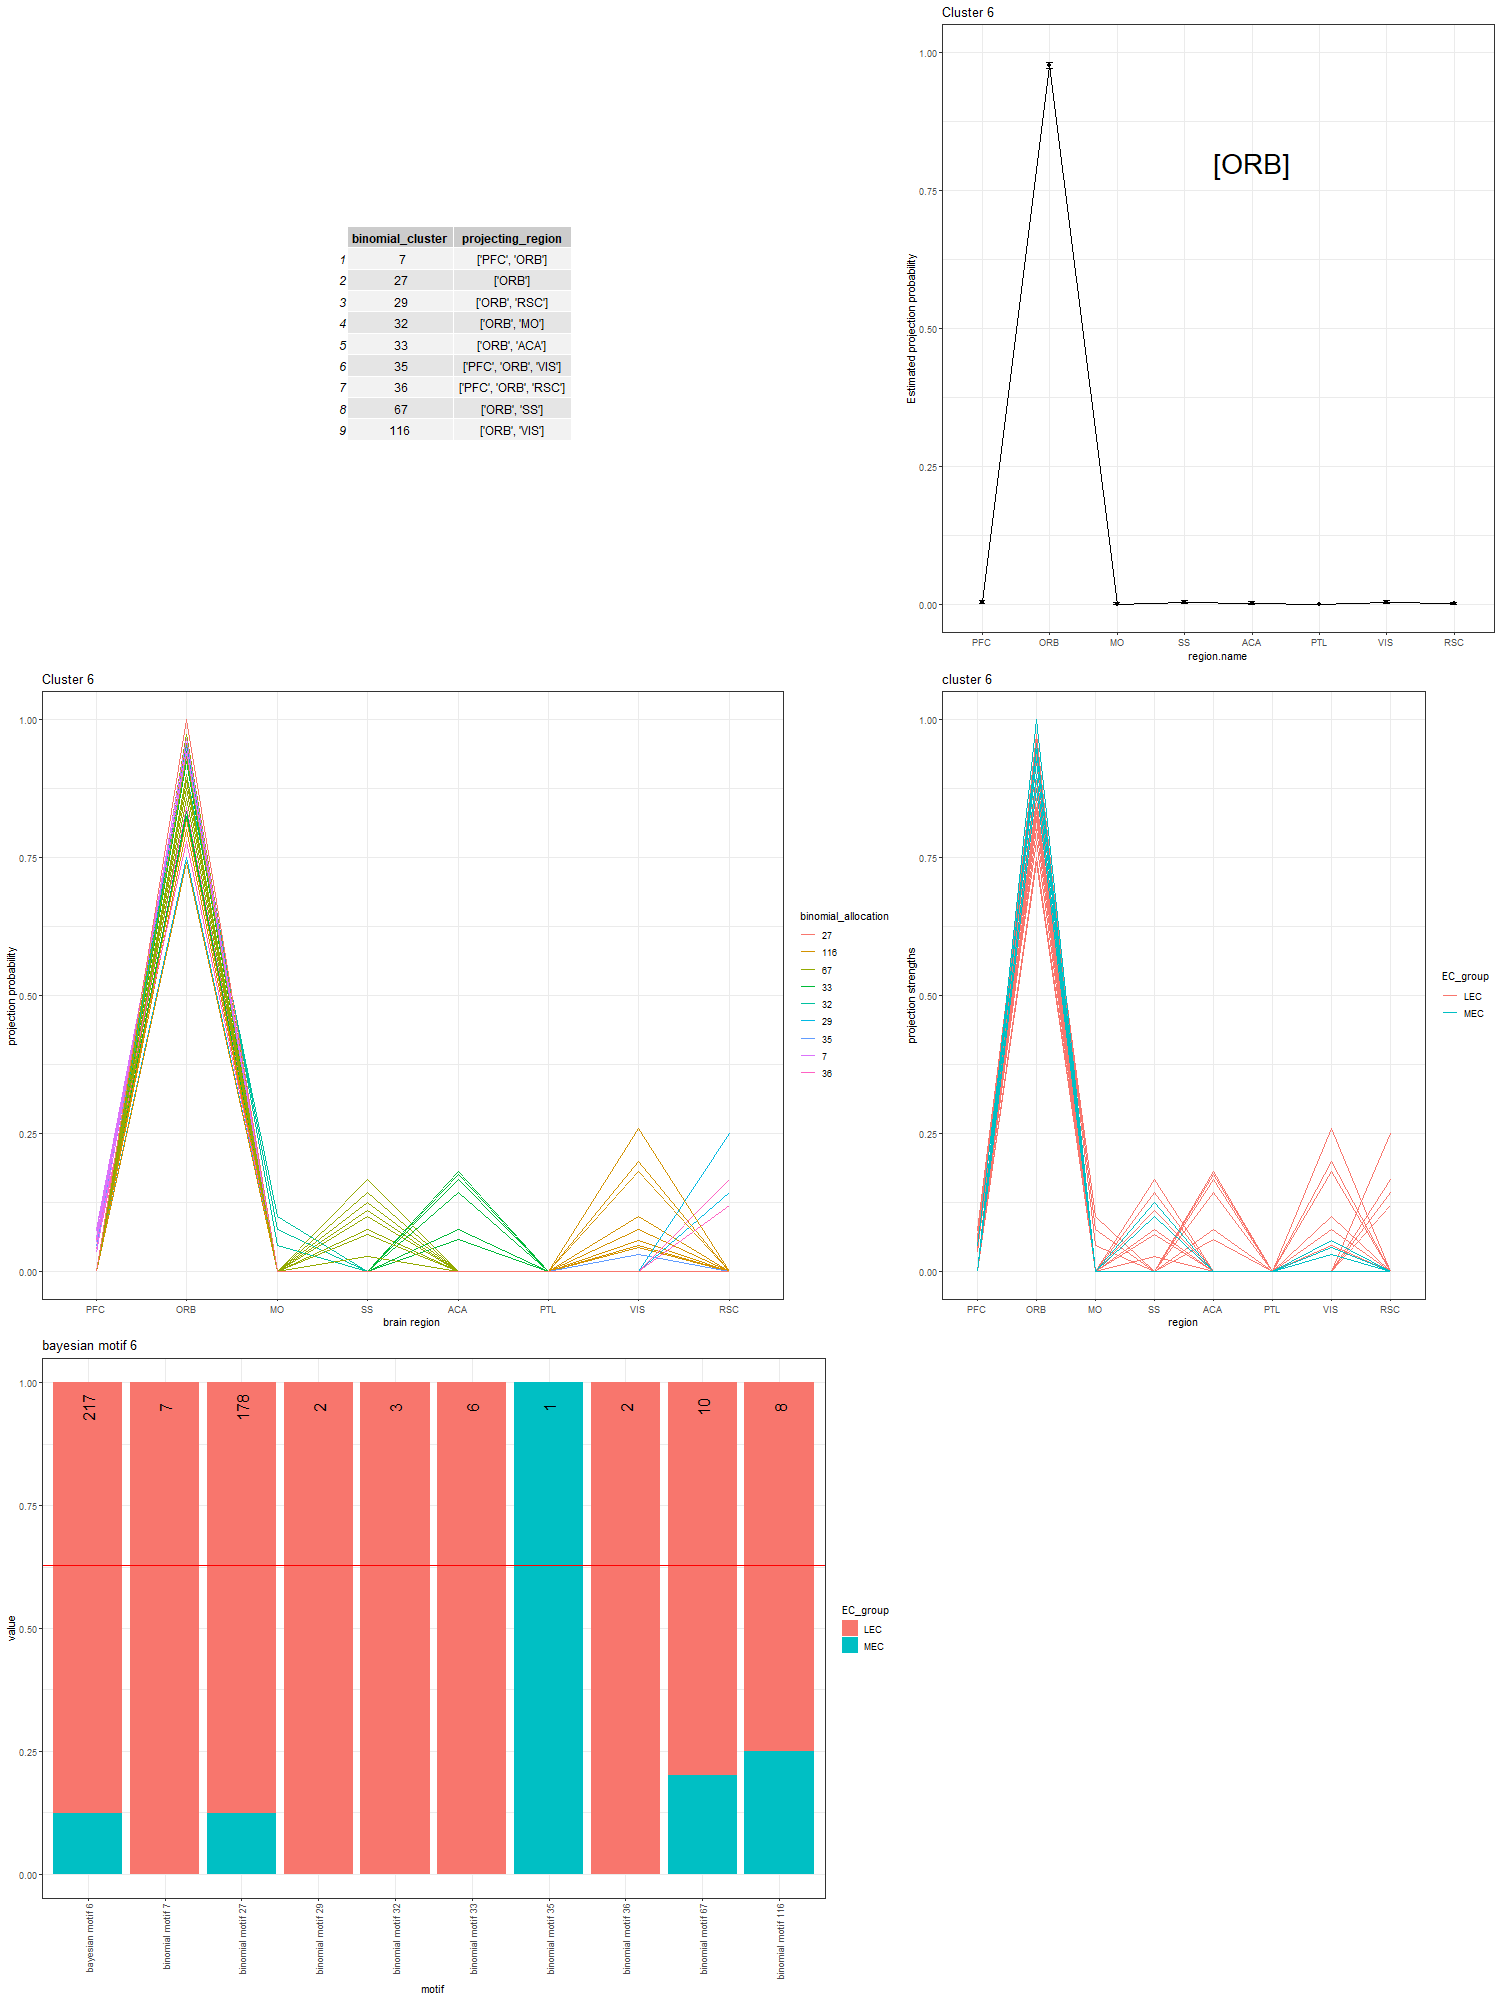 binomial_cluster projecting_region
1 7 ['PFC', 'ORB']
2 27 ['ORB']
3 29 ['ORB', 'RSC']
4 32 ['ORB', 'MO']
5 33 ['ORB', 'ACA']
6 35 ['PFC', 'ORB', 'VIS']
7 36 ['PFC', 'ORB', 'RSC']
8 67 ['ORB', 'SS']
9 116 ['ORB', 'VIS']
Cluster 6
Estimated projection probability
1.00
0.75
0.50
0.25
0.00
[ORB]
PFC ORB MO SS ACA PTL VIS RSC
region.name
Cluster 6
projection probability
1.00
0.75
0.50
0.25
0.00
PFC ORB MO SS ACA PTL VIS RSC
brain region
binomial_allocation
27
116
67
33
32
29
35
7
36
cluster 6
projection strengths
1.00
0.75
0.50
0.25
0.00
PFC ORB MO SS ACA PTL VIS RSC
region
EC_group
LEC
MEC
bayesian motif 6
value
1.00
0.75
0.50
0.25
0.00
217 7 178 2 3 6 1 2 10 8
bayesian motif 6
binomial motif 7
binomial motif 27
binomial motif 29
binomial motif 32
binomial motif 33
binomial motif 35
binomial motif 36
binomial motif 67
binomial motif 116
motif
EC_group
LEC
MEC